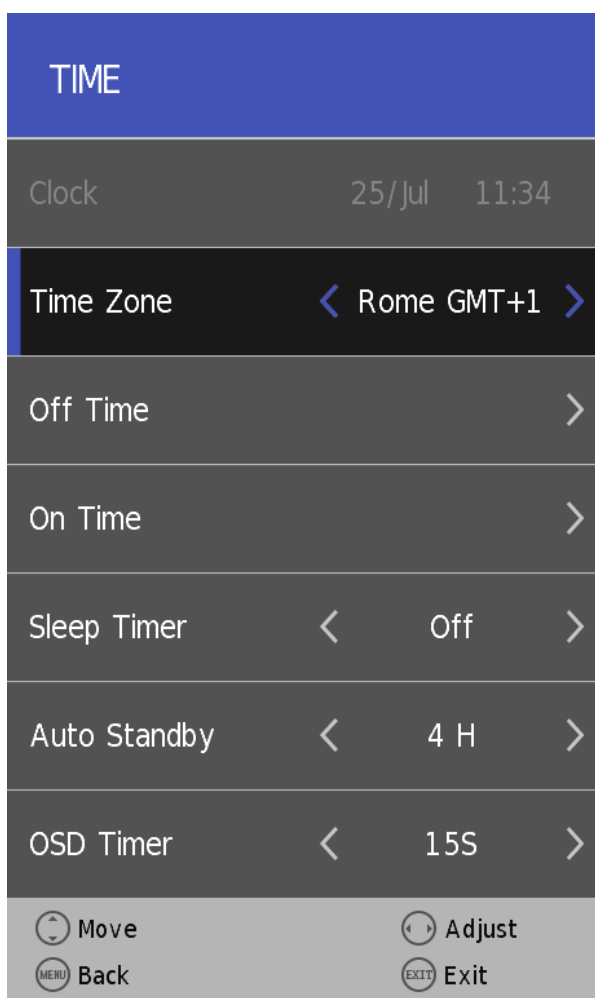 TIME
Clock 25/Jul 11:34
Time Zone Rome GMT+1
Off Time
On Time
Sleep Timer Off
Auto Standby 4 H
OSD Timer 15S
Move Adjust
MENU Back EXIT Exit